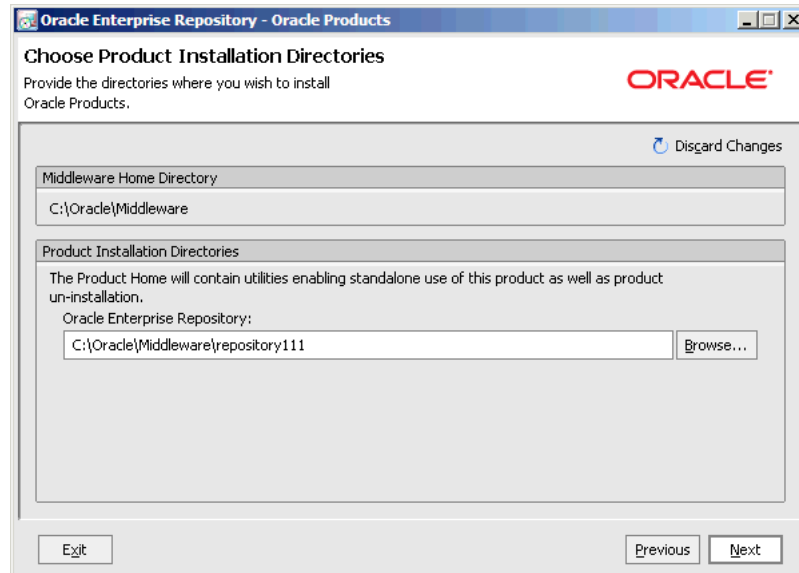 Oracle Enterprise Repository - Oracle Products
Choose Product Installation Directories
Provide the directories where you wish to install
Oracle Products.
ORACLE
Discard Changes
Middleware Home Directory
C:\Oracle\Middleware
Product Installation Directories
The Product Home will contain utilities enabling standalone use of this product as well as product
un-installation.
Oracle Enterprise Repository:
C:\Oracle\Middleware\repository111
Browse...
Exit
Previous
Next